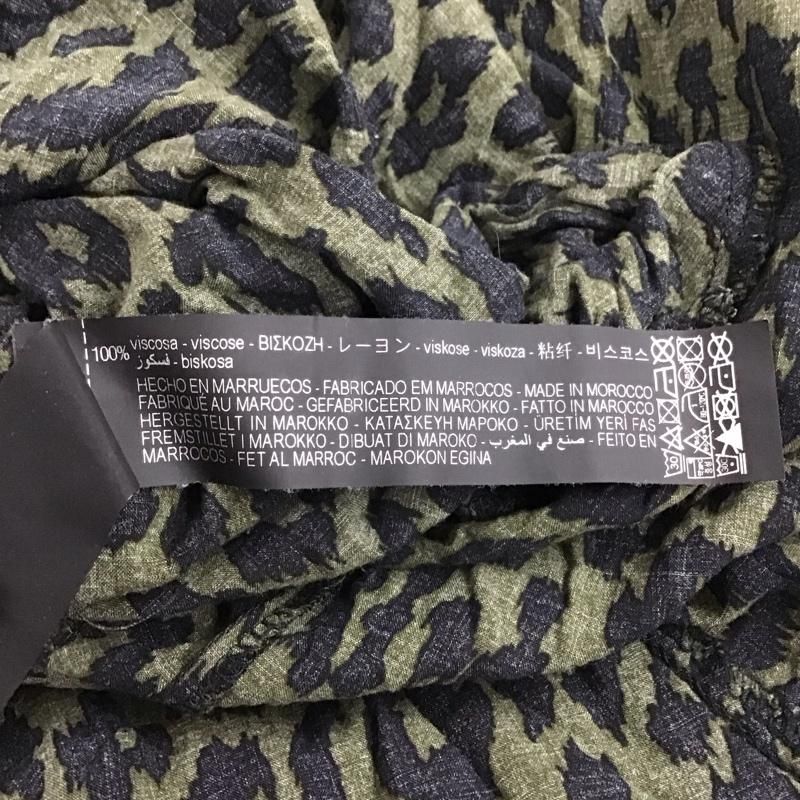 100% viscosa - viscose - ΒΙΣΚΟΖΗ - レーヨン - viskose - viskoza - 粘纤 - 비스코스
فسكوز - biskosa
HECHO EN MARRUECOS - FABRICADO EM MARROCOS - MADE IN MOROCCO
FABRIQUÉ AU MAROC - GEFABRICEERD IN MAROKKO - FATTO IN MAROCCO
HERGESTELLT IN MAROKKO - ΚΑΤΑΣΚΕΥΗ ΜΑΡΟΚΟ - ÜRETİM YERİ FAS
FREMSTILLET I MAROKKO - DIBUAT DI MAROKO - صنع في المغرب - FEITO EN
MARROCOS - FET AL MARROC - MAROKON EGINA